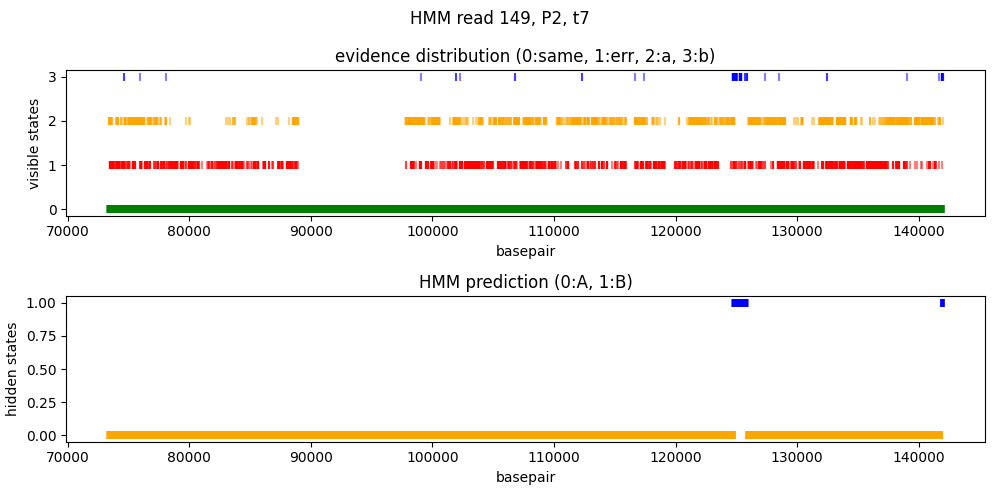 HMM read 149, P2, t7
evidence distribution (0:same, 1:err, 2:a, 3:b)
visible states
3
2
1
0
70000 80000 90000 100000 110000 120000 130000 140000
basepair
HMM prediction (0:A, 1:B)
hidden states
1.00
0.75
0.50
0.25
0.00
70000 80000 90000 100000 110000 120000 130000 140000
basepair